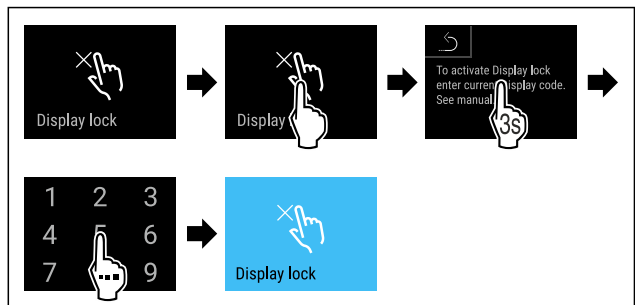 Display lock
Display
To activate Display lock
enter current display code.
See manual
3s
1 2 3
4 5 6
7 9
Display lock